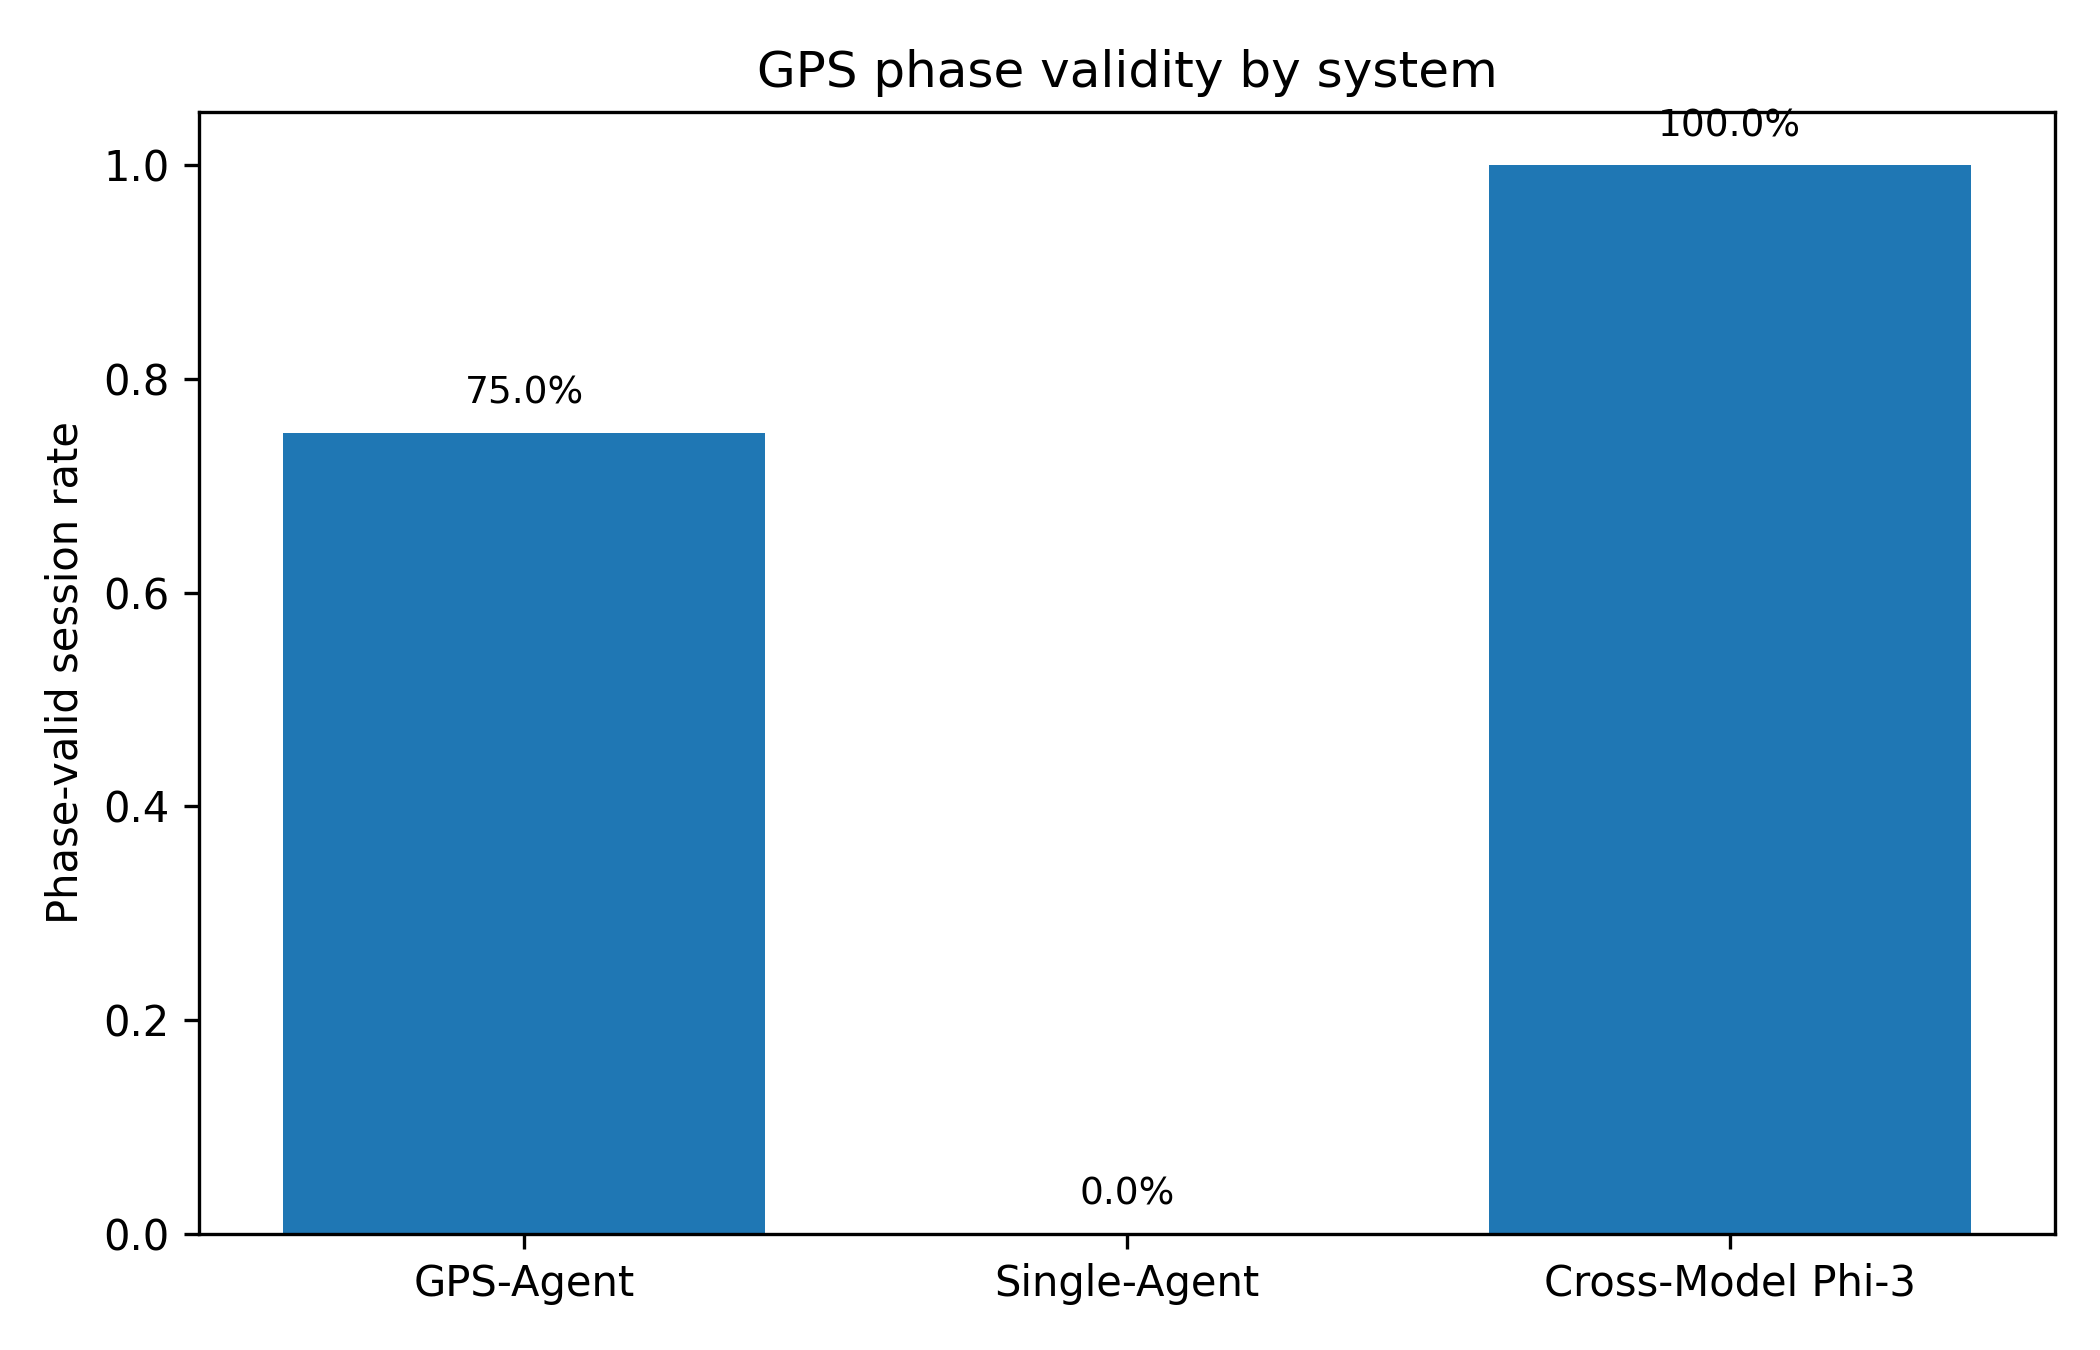 GPS phase validity by system
100.0%
1.0
0.8
75.0%
Phase-valid session rate
0.6
0.4
0.2
0.0%
0.0
GPS-Agent
Single-Agent
Cross-Model Phi-3